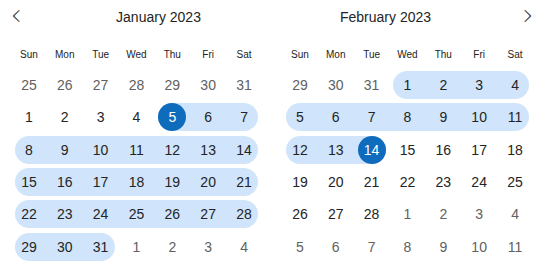 January 2023
Sun Mon Tue Wed Thu Fri Sat
25 26 27 28 29 30 31
1 2 3 4 5 6 7
8 9 10 11 12 13 14
15 16 17 18 19 20 21
22 23 24 25 26 27 28
29 30 31 1 2 3 4
February 2023
Sun Mon Tue Wed Thu Fri Sat
29 30 31 1 2 3 4
5 6 7 8 9 10 11
12 13 14 15 16 17 18
19 20 21 22 23 24 25
26 27 28 1 2 3 4
5 6 7 8 9 10 11